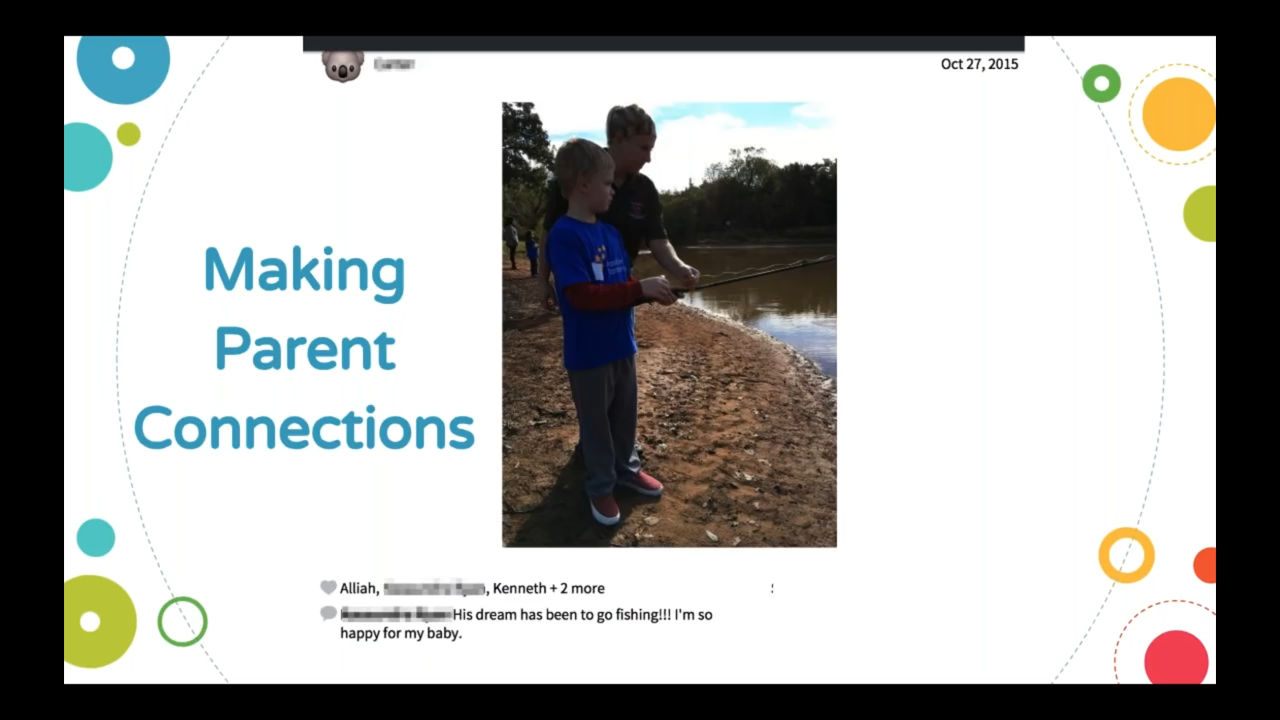 Oct 27, 2015
Making
Parent
Connections
Alliah, , Kenneth + 2 more
His dream has been to go fishing!!! I'm so
happy for my baby.